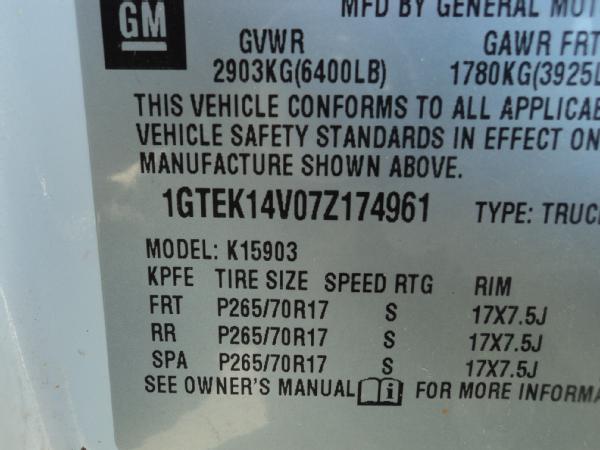 GM
MFD BY GENERAL MOT
GVWR GAWR FRT
2903KG(6400LB) 1780KG(3925L
THIS VEHICLE CONFORMS TO ALL APPLICAB
VEHICLE SAFETY STANDARDS IN EFFECT ON
MANUFACTURE SHOWN ABOVE.
1GTEK14V07Z174961 TYPE: TRUC
MODEL: K15903
KPFE TIRE SIZE SPEED RTG RIM
FRT P265/70R17 S 17X7.5J
RR P265/70R17 S 17X7.5J
SPA P265/70R17 S 17X7.5J
SEE OWNER'S MANUAL i FOR MORE INFORMA